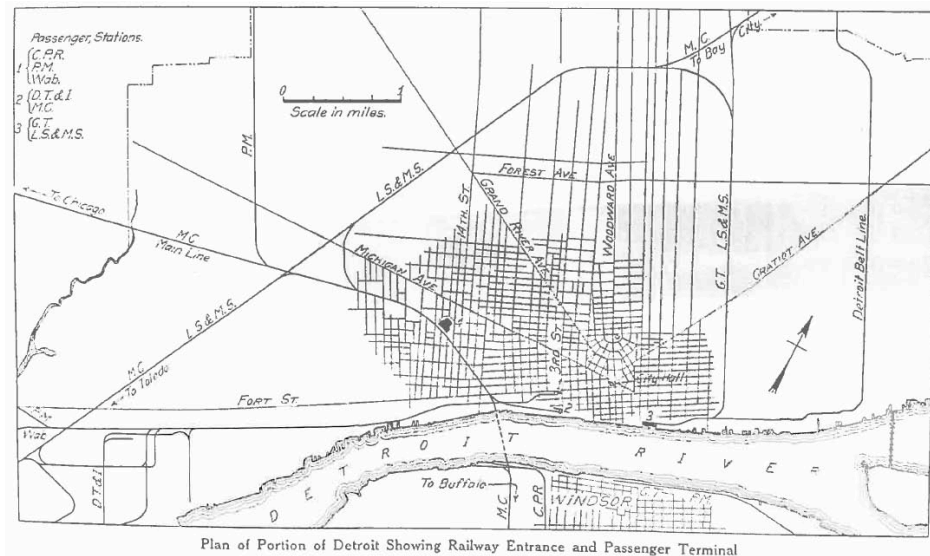 Passenger, Stations.
1 { C.P.R.
P.M.
Wab.
2 { D.T.& I
M.C.
3 { G.T.
L.S.& M.S.
0 1
Scale in miles.
M.C.
To Bay City
P.M.
L.S.& M.S.
FOREST AVE
14TH. ST
GRAND RIVER AVE.
WOODWARD AVE
L.S.& M.S.
G.T.
GRATIOT AVE.
Detroit Belt Line
To Chicago
M.C.
Main Line
MICHIGAN AVE
L.S.& M.S.
3RD ST
City Hall
M.C.
To Toledo
FORT ST.
2
3
Wab
D.T.& I
DETROIT RIVER
To Buffalo
M.C.
C.P.R
WINDSOR
G.T.
P.M.
Plan of Portion of Detroit Showing Railway Entrance and Passenger Terminal